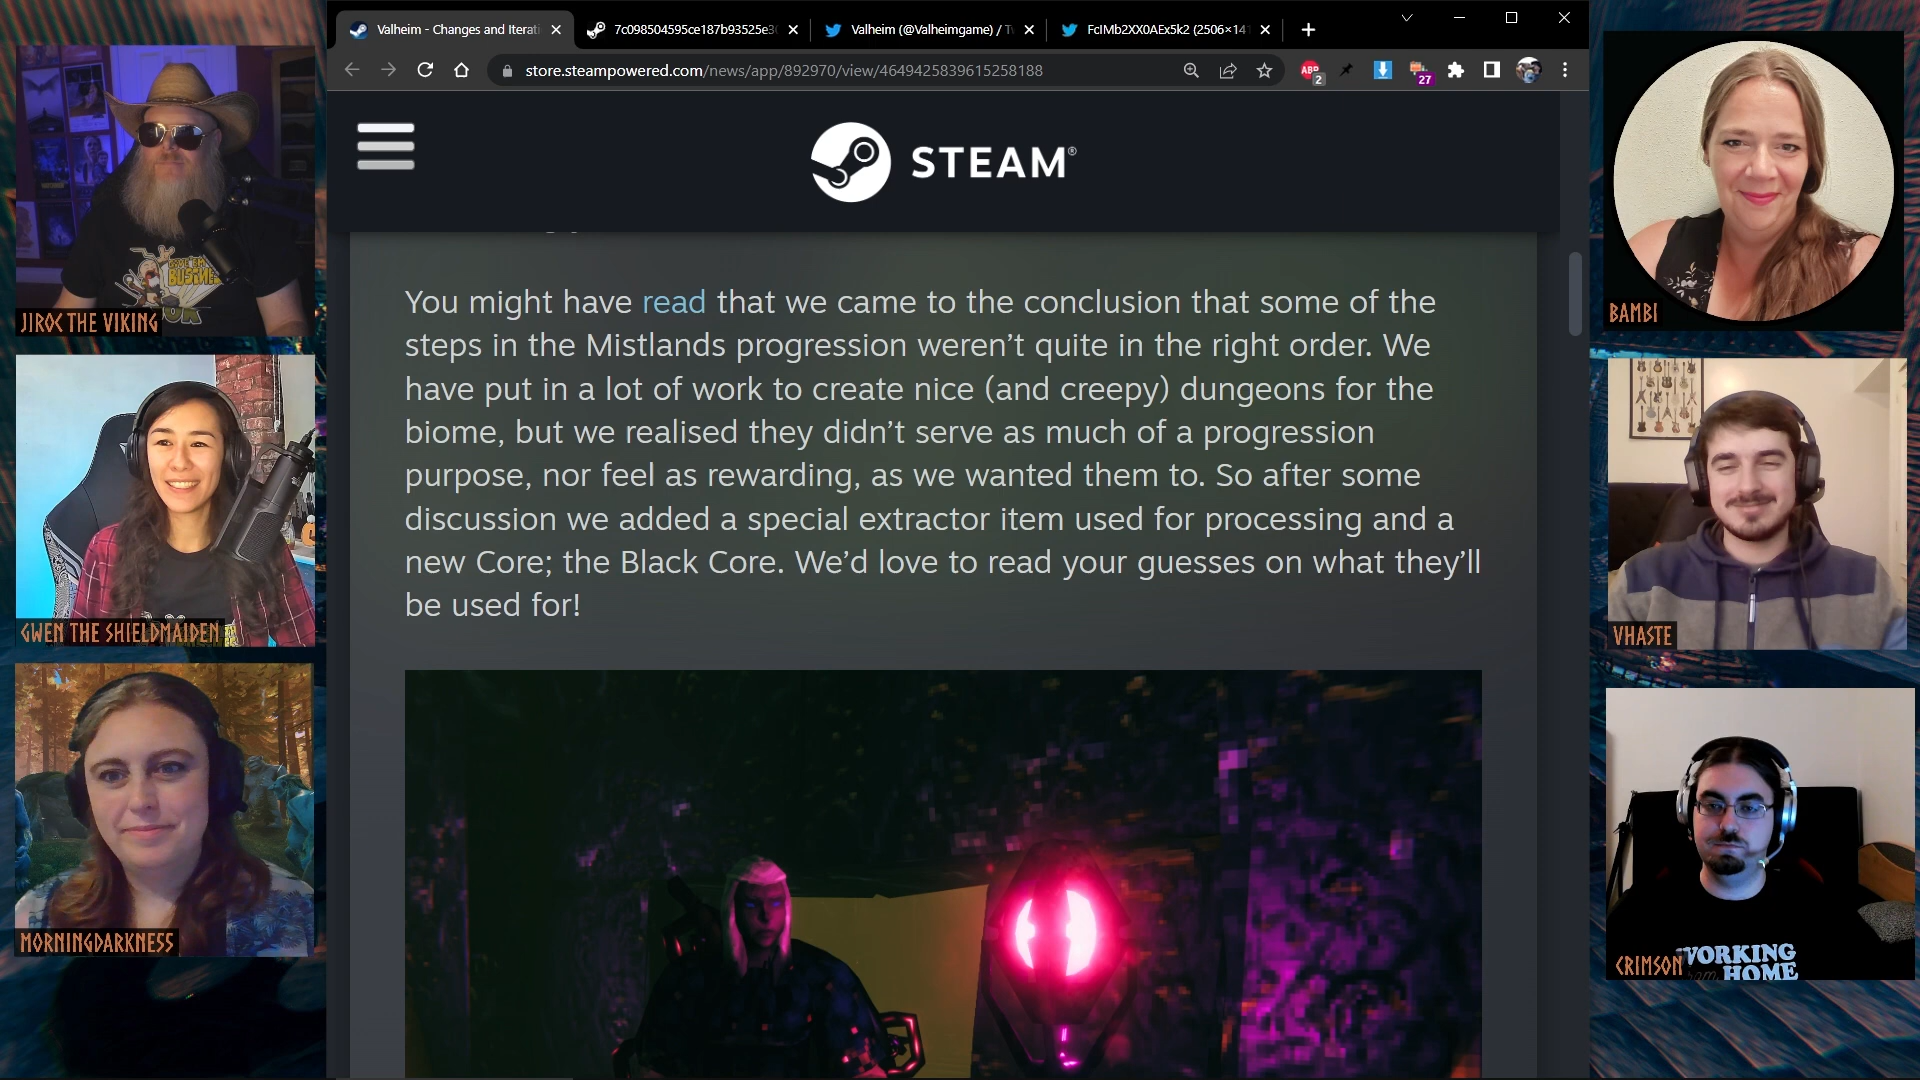 Valheim - Changes and Iterati
7c098504595ce187b93525e3
Valheim (@Valheimgame) / T
FcIMb2XX0AEx5k2 (2506×14
store.steampowered.com/news/app/892970/view/4649425839615258188
ABP
2
27
STEAM®
You might have read that we came to the conclusion that some of the
steps in the Mistlands progression weren't quite in the right order. We
have put in a lot of work to create nice (and creepy) dungeons for the
biome, but we realised they didn't serve as much of a progression
purpose, nor feel as rewarding, as we wanted them to. So after some
discussion we added a special extractor item used for processing and a
new Core; the Black Core. We'd love to read your guesses on what they'll
be used for!
JIROC THE VIKING
GWEN THE SHIELDMAIDEN
MORNINGDARKNESS
BAMBI
VHASTE
CRIMSON
WORKING
from HOME